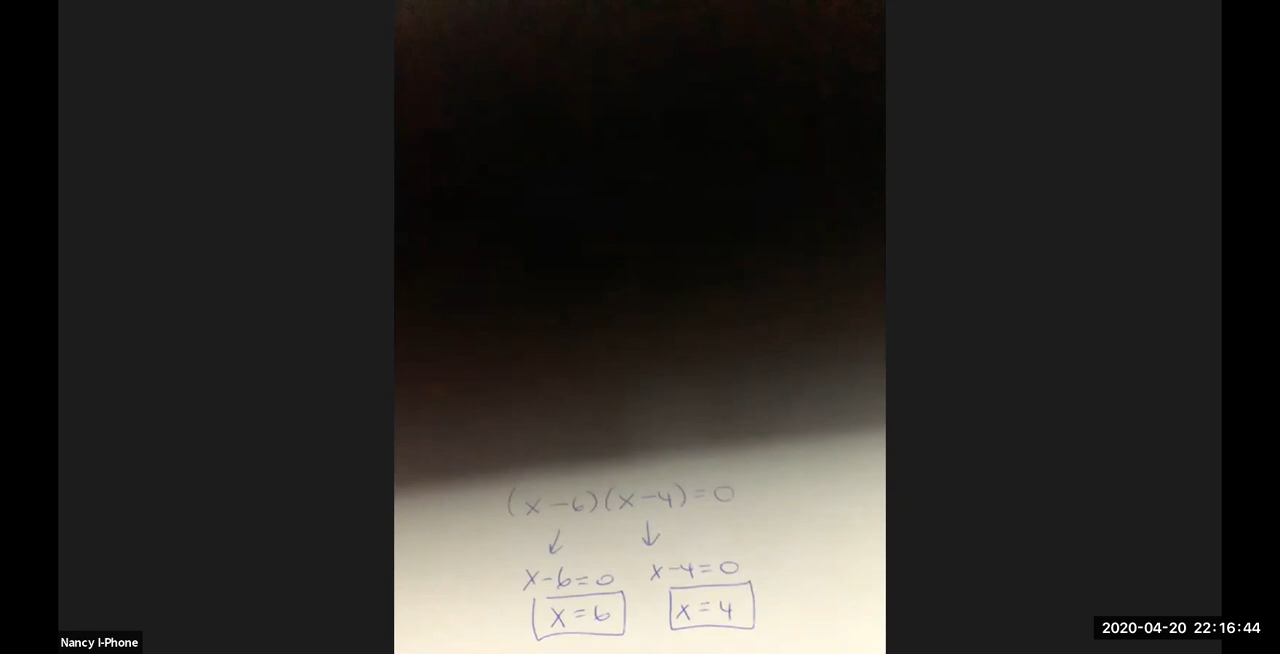 (x-6)(x-4)=0
↙ ↓
x-6=0 x-4=0
x=6 x=4
Nancy I-Phone
2020-04-20 22:16:44